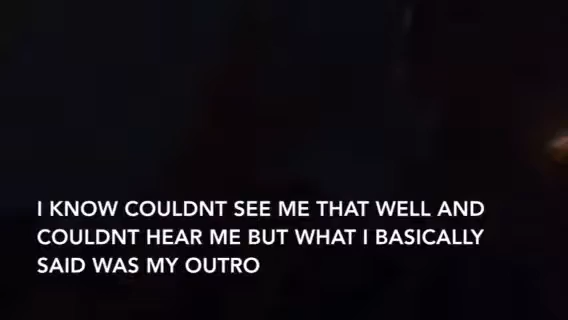 I KNOW COULDNT SEE ME THAT WELL AND
COULDNT HEAR ME BUT WHAT I BASICALLY
SAID WAS MY OUTRO